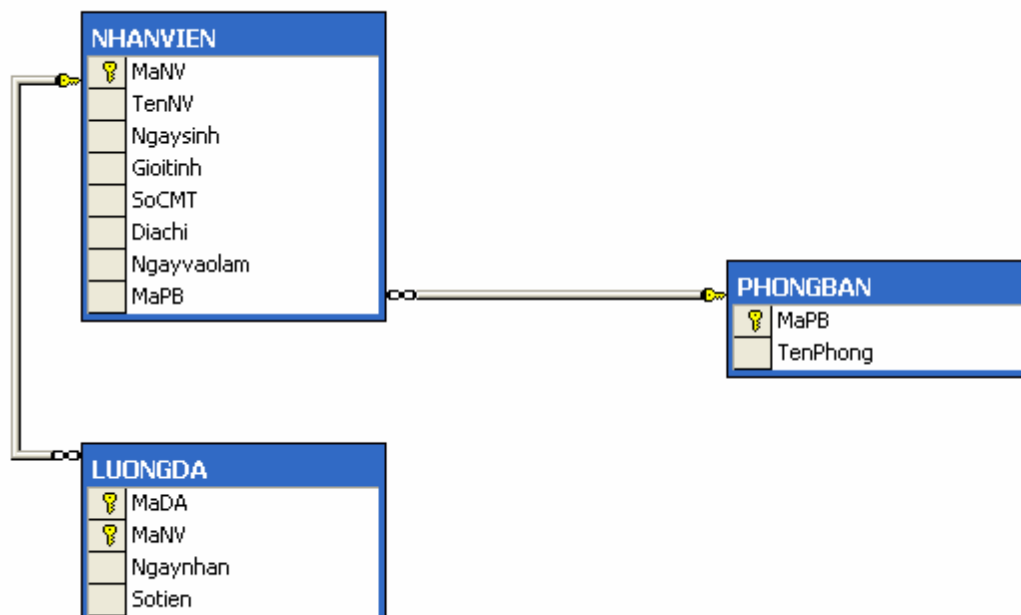 NHANVIEN
MaNV
TenNV
Ngaysinh
Gioitinh
SoCMT
Diachi
Ngayvaolam
MaPB
PHONGBAN
MaPB
TenPhong
LUONGDA
MaDA
MaNV
Ngaynhan
Sotien